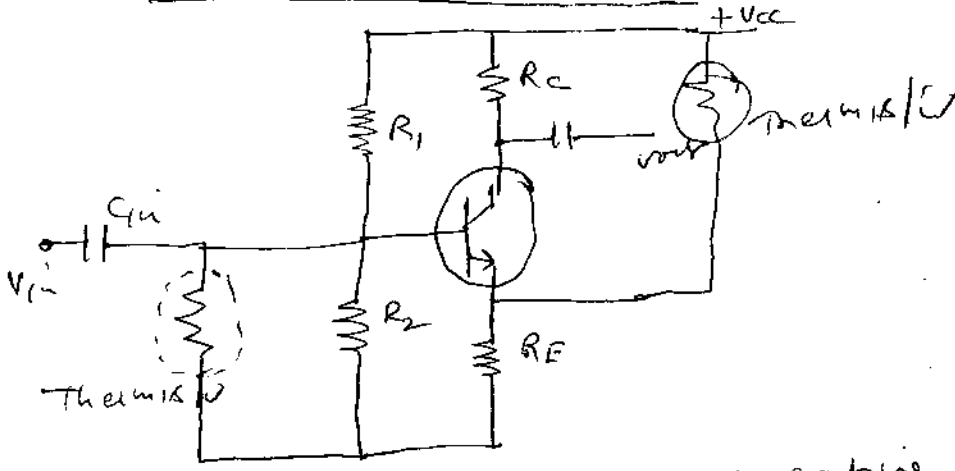 +Vcc
Rc
R1
Thermistor
vout
Cin
Vin
R2
RE
Thermistor